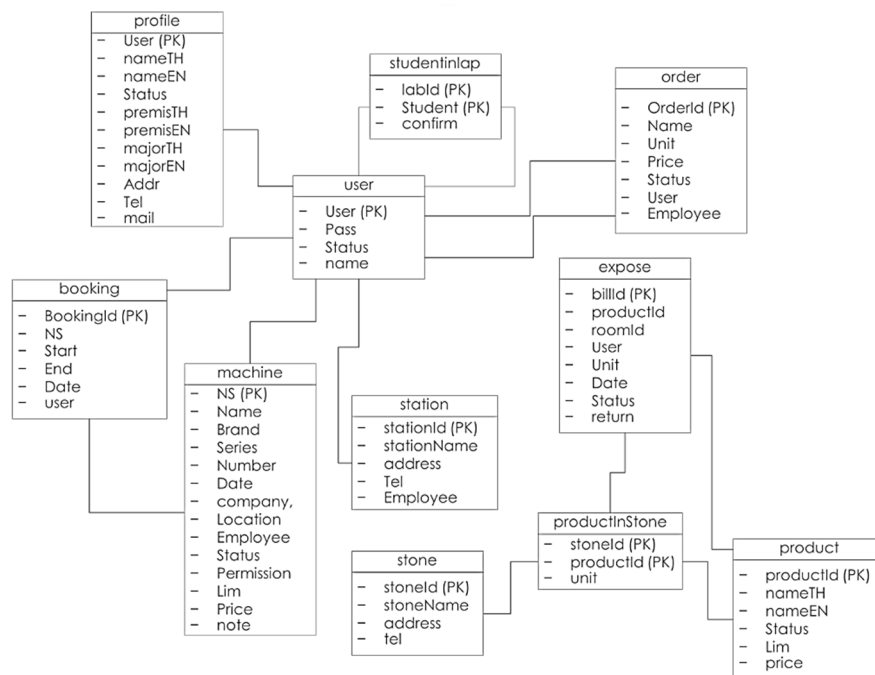 profile
- User (PK)
- nameTH
- nameEN
- Status
- premisTH
- premisEN
- majorTH
- majorEN
- Addr
- Tel
- mail
studentinlap
- labId (PK)
- Student (PK)
- confirm
order
- OrderId (PK)
- Name
- Unit
- Price
- Status
- User
- Employee
user
- User (PK)
- Pass
- Status
- name
booking
- BookingId (PK)
- NS
- Start
- End
- Date
- user
machine
- NS (PK)
- Name
- Brand
- Series
- Number
- Date
- company,
- Location
- Employee
- Status
- Permission
- Lim
- Price
- note
station
- stationId (PK)
- stationName
- address
- Tel
- Employee
expose
- billId (PK)
- productId
- roomId
- User
- Unit
- Date
- Status
- return
stone
- stoneId (PK)
- stoneName
- address
- tel
productInStone
- stoneId (PK)
- productId (PK)
- unit
product
- productId (PK)
- nameTH
- nameEN
- Status
- Lim
- price